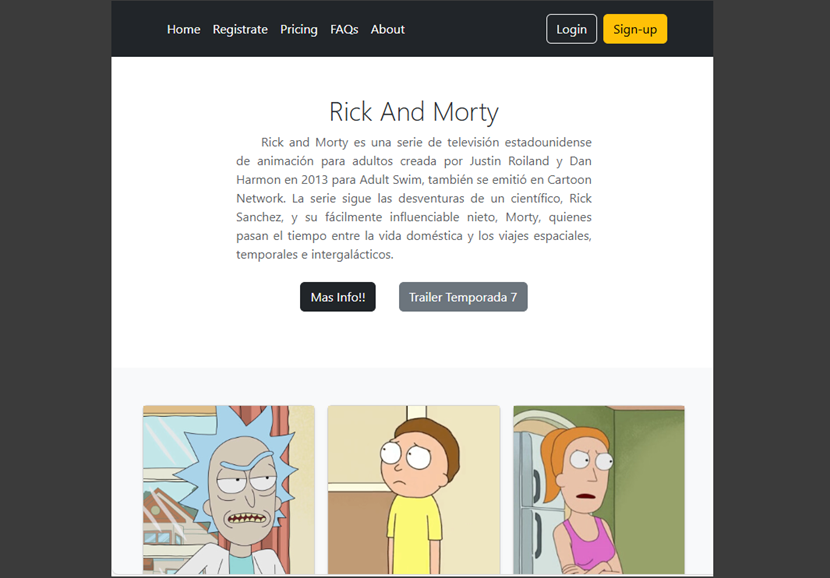 Home Registrate Pricing FAQs About Login Sign-up
Rick And Morty
Rick and Morty es una serie de televisión estadounidense
de animación para adultos creada por Justin Roiland y Dan
Harmon en 2013 para Adult Swim, también se emitió en Cartoon
Network. La serie sigue las desventuras de un científico, Rick
Sanchez, y su fácilmente influenciable nieto, Morty, quienes
pasan el tiempo entre la vida doméstica y los viajes espaciales,
temporales e intergalácticos.
Mas Info!! Trailer Temporada 7